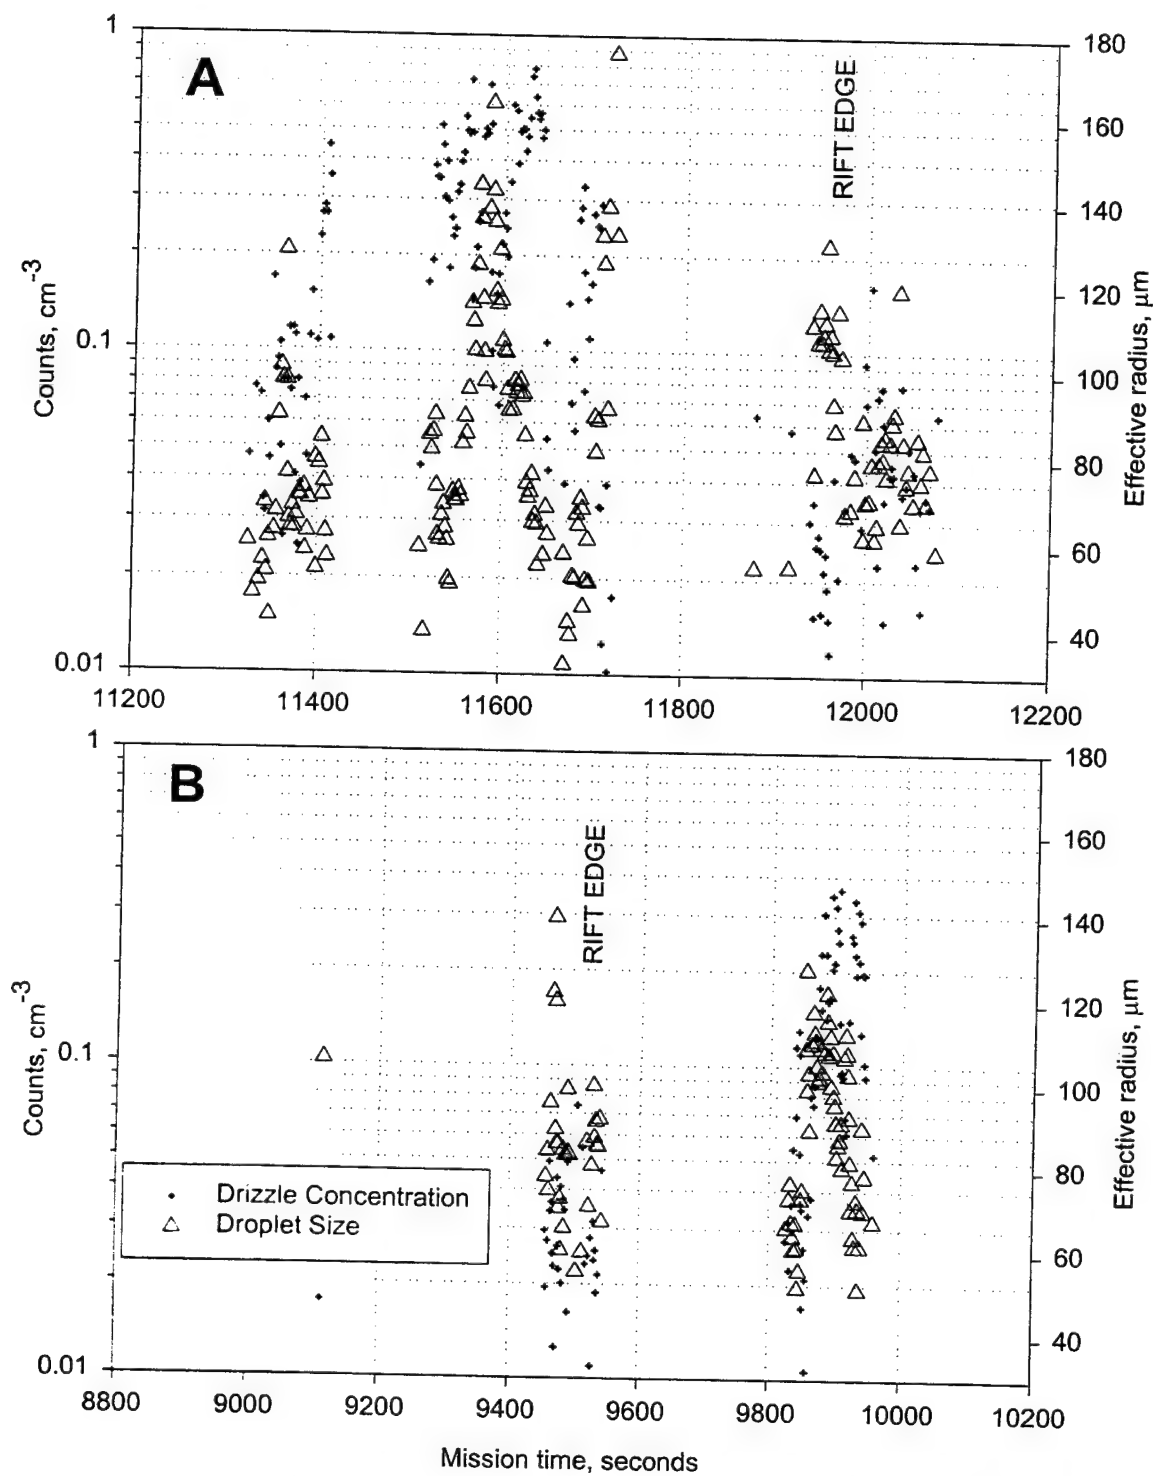 A
RIFT EDGE
1
0.1
0.01
Counts, cm-3
180
160
140
120
100
80
60
40
Effective radius, μm
11200 11400 11600 11800 12000 12200
B
RIFT EDGE
1
0.1
0.01
Counts, cm-3
180
160
140
120
100
80
60
40
Effective radius, μm
Drizzle Concentration
Droplet Size
8800 9000 9200 9400 9600 9800 10000 10200
Mission time, seconds